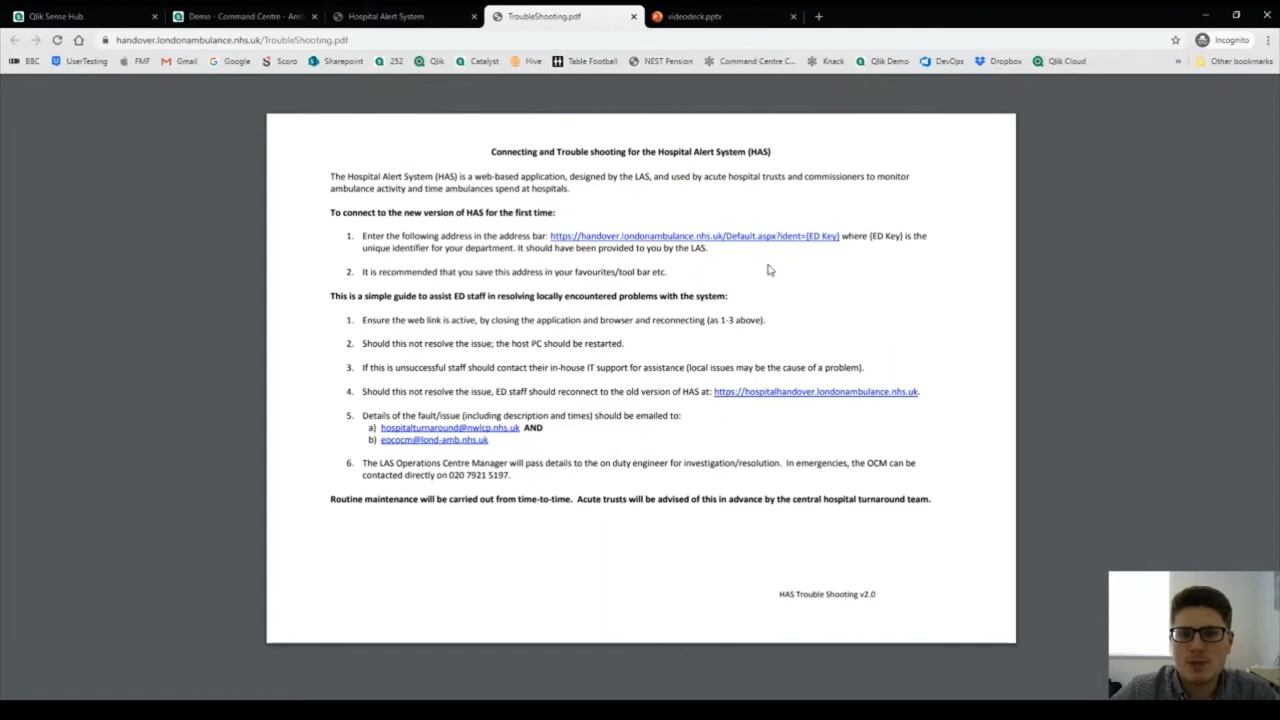 Qlik Sense Hub
Demo - Command Centre - Amb
Hospital Alert System
TroubleShooting.pdf
videodeck.pptx
handover.londonambulance.nhs.uk/TroubleShooting.pdf
Incognito
BBC
UserTesting
FMF
Gmail
Google
Scoro
Sharepoint
252
Qlik
Catalyst
Hive
Table Football
NEST Pension
Command Centre C...
Knack
Qlik Demo
DevOps
Dropbox
Qlik Cloud
»
Other bookmarks
Connecting and Trouble shooting for the Hospital Alert System (HAS)
The Hospital Alert System (HAS) is a web-based application, designed by the LAS, and used by acute hospital trusts and commissioners to monitor
ambulance activity and time ambulances spend at hospitals.
To connect to the new version of HAS for the first time:
1. Enter the following address in the address bar: https://handover.londonambulance.nhs.uk/Default.aspx?ident={ED Key} where {ED Key} is the
unique identifier for your department. It should have been provided to you by the LAS.
2. It is recommended that you save this address in your favourites/tool bar etc.
This is a simple guide to assist ED staff in resolving locally encountered problems with the system:
1. Ensure the web link is active, by closing the application and browser and reconnecting (as 1-3 above).
2. Should this not resolve the issue; the host PC should be restarted.
3. If this is unsuccessful staff should contact their in-house IT support for assistance (local issues may be the cause of a problem).
4. Should this not resolve the issue, ED staff should reconnect to the old version of HAS at: https://hospitalhandover.londonambulance.nhs.uk.
5. Details of the fault/issue (including description and times) should be emailed to:
a) hospitalturnaround@nwlcp.nhs.uk AND
b) eococm@lond-amb.nhs.uk
6. The LAS Operations Centre Manager will pass details to the on duty engineer for investigation/resolution. In emergencies, the OCM can be
contacted directly on 020 7921 5197.
Routine maintenance will be carried out from time-to-time. Acute trusts will be advised of this in advance by the central hospital turnaround team.
HAS Trouble Shooting v2.0